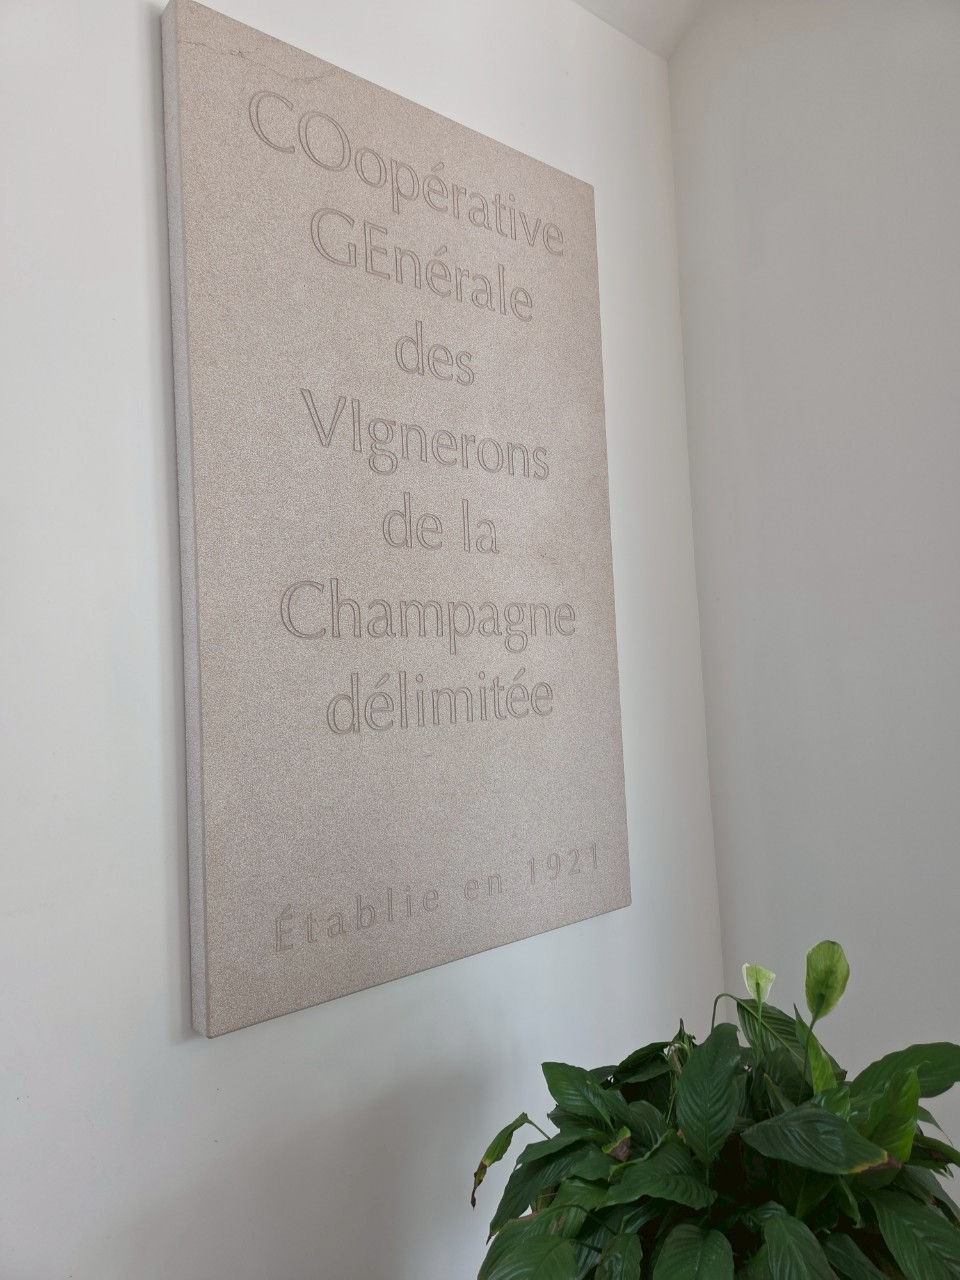 COopérative
GEnérale
des
VIgnerons
de la
Champagne
délimitée
Établie en 1921